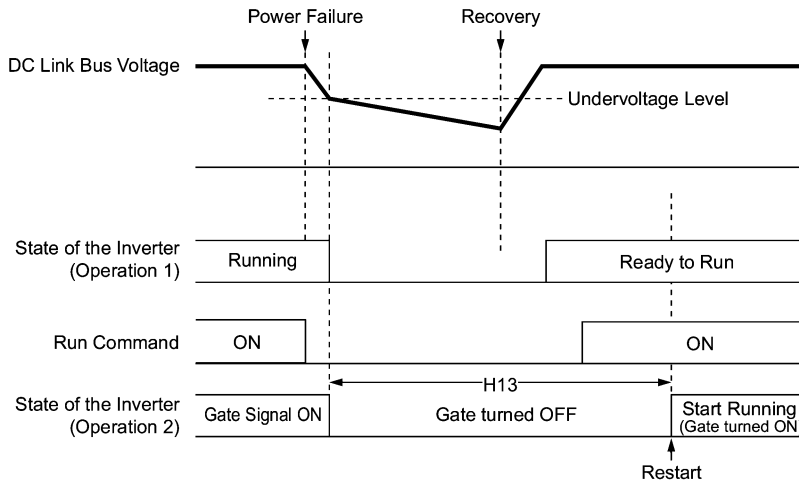 Power Failure
Recovery
DC Link Bus Voltage
Undervoltage Level
State of the Inverter
(Operation 1)
Running
Ready to Run
Run Command
ON
ON
H13
State of the Inverter
(Operation 2)
Gate Signal ON
Gate turned OFF
Start Running
(Gate turned ON
Restart